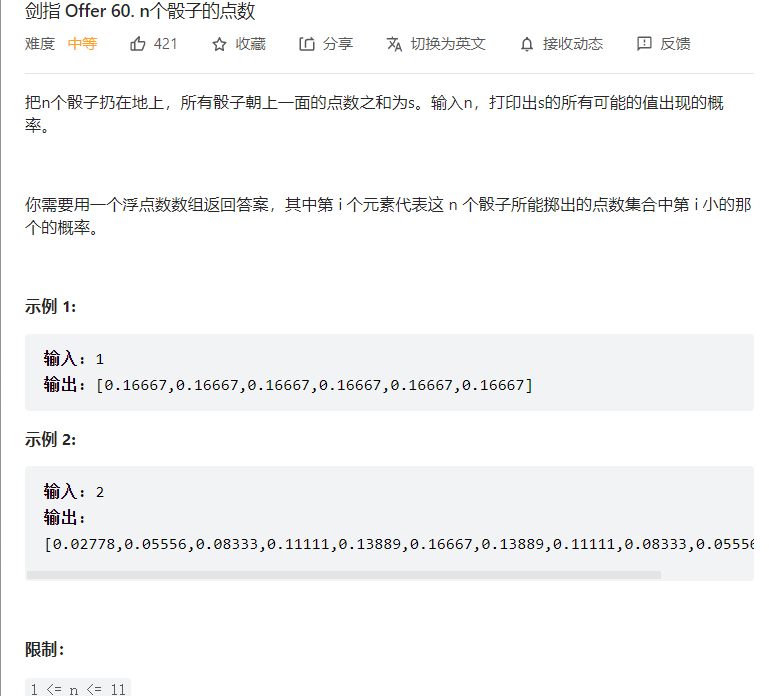 剑指 Offer 60. n个骰子的点数
难度 中等 421 收藏 分享 切换为英文 接收动态 反馈
把n个骰子扔在地上，所有骰子朝上一面的点数之和为s。输入n，打印出s的所有可能的值出现的概
率。
你需要用一个浮点数数组返回答案，其中第 i 个元素代表这 n 个骰子所能掷出的点数集合中第 i 小的那
个的概率。
示例 1:
输入: 1
输出: [0.16667,0.16667,0.16667,0.16667,0.16667,0.16667]
示例 2:
输入: 2
输出:
[0.02778,0.05556,0.08333,0.11111,0.13889,0.16667,0.13889,0.11111,0.08333,0.05556
限制：
1 <= n <= 11